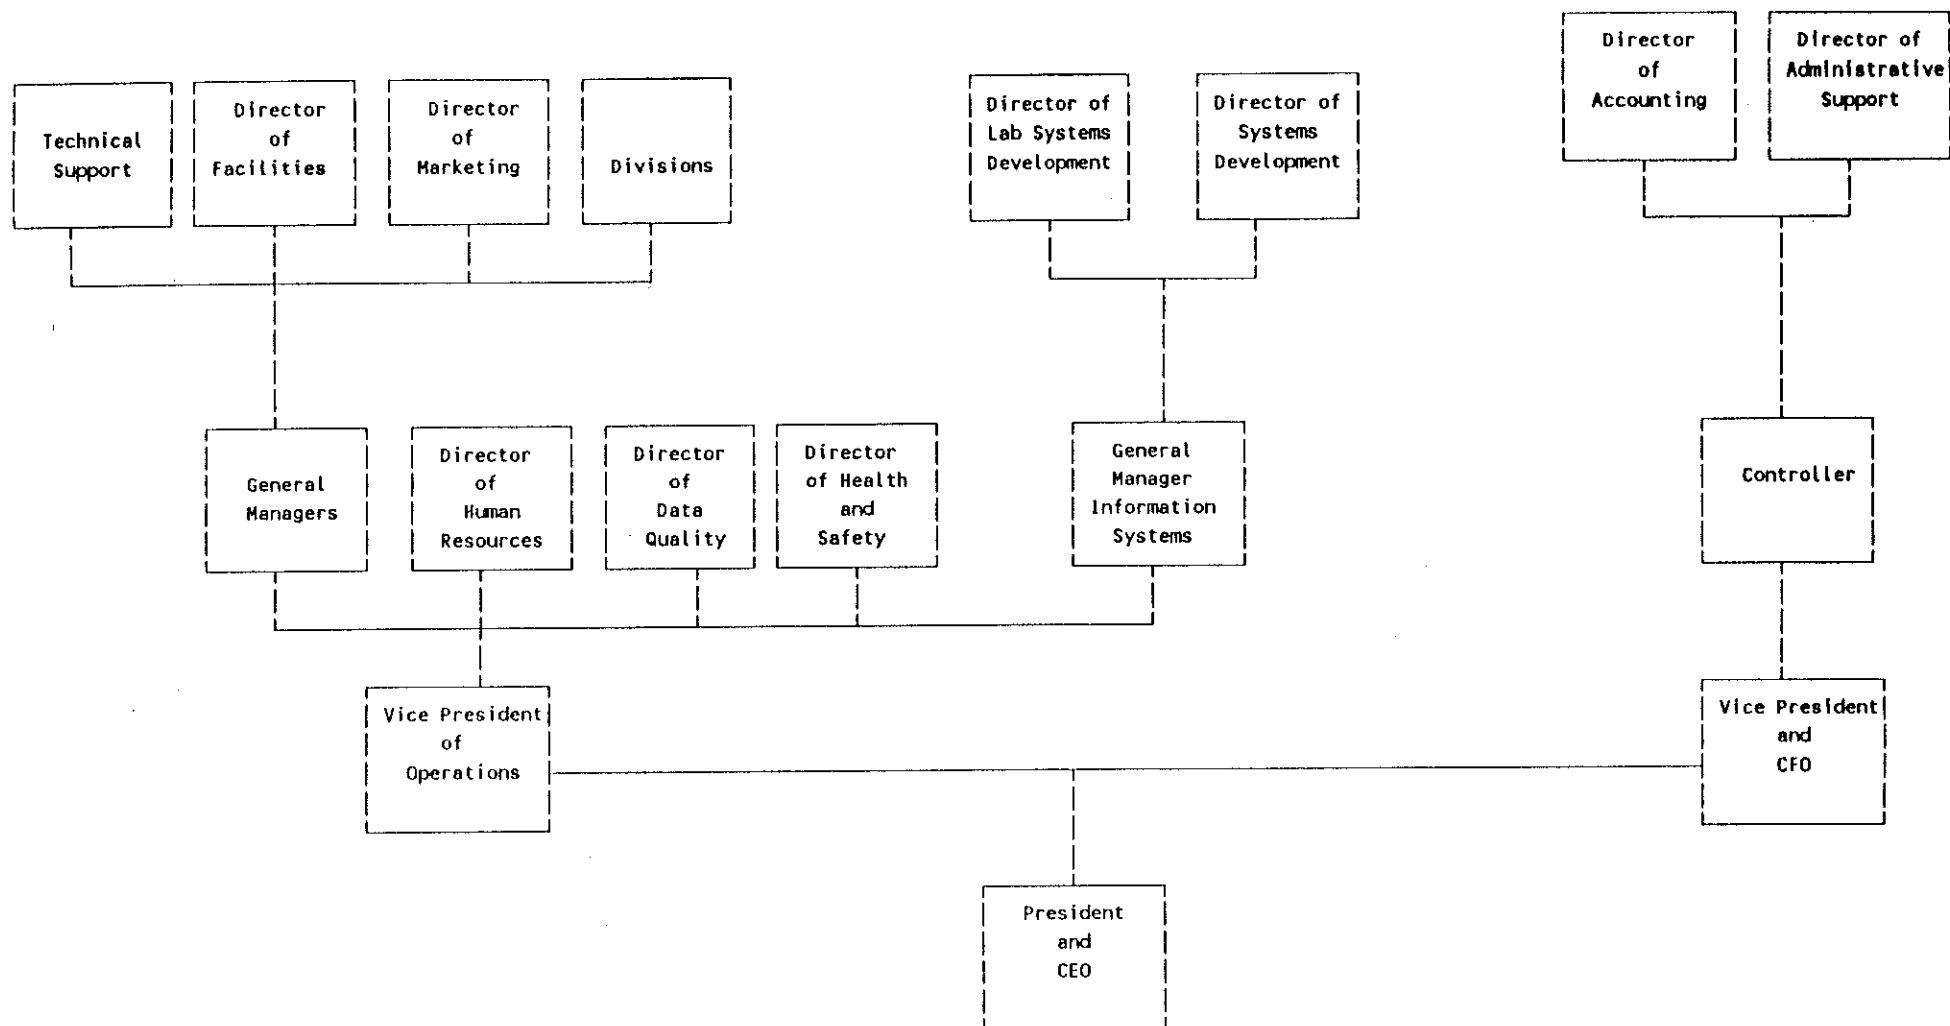 Director
of
Accounting
Director of
Administrative
Support
Technical
Support
Director
of
Facilities
Director
of
Marketing
Divisions
Director of
Lab Systems
Development
Director of
Systems
Development
General
Managers
Director
of
Human
Resources
Director
of
Data
Quality
Director
of Health
and
Safety
General
Manager
Information
Systems
Controller
Vice President
of
Operations
Vice President
and
CFO
President
and
CEO